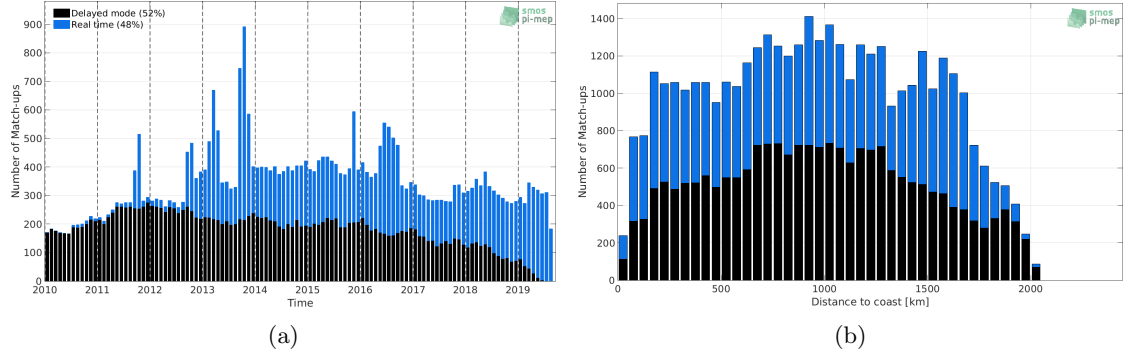 Delayed mode (52%)
Real time (48%)
smos
pi-mep
Number of Match-ups
900
800
700
600
500
400
300
200
100
0
2010 2011 2012 2013 2014 2015 2016 2017 2018 2019
Time
(a)
smos
pi-mep
Number of Match-ups
1400
1200
1000
800
600
400
200
0
0 500 1000 1500 2000
Distance to coast [km]
(b)